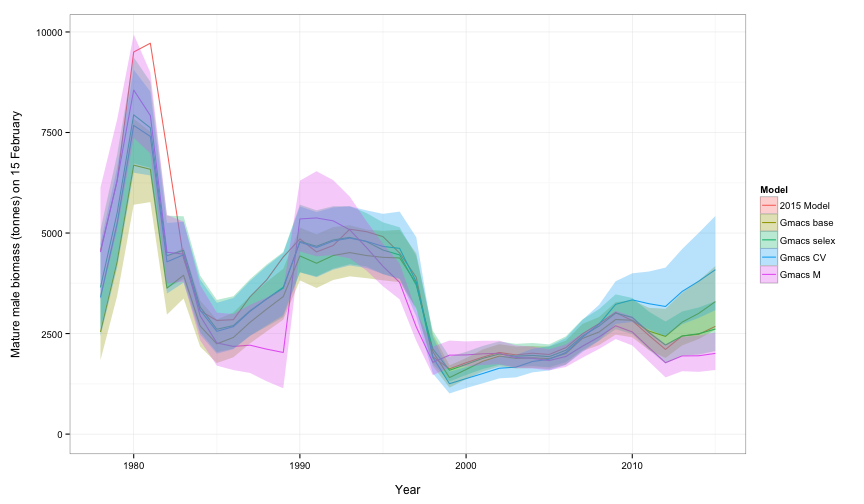 Mature male biomass (tonnes) on 15 February
10000
7500
5000
2500
0
1980
1990
2000
2010
Year
Model
2015 Model
Gmacs base
Gmacs selex
Gmacs CV
Gmacs M